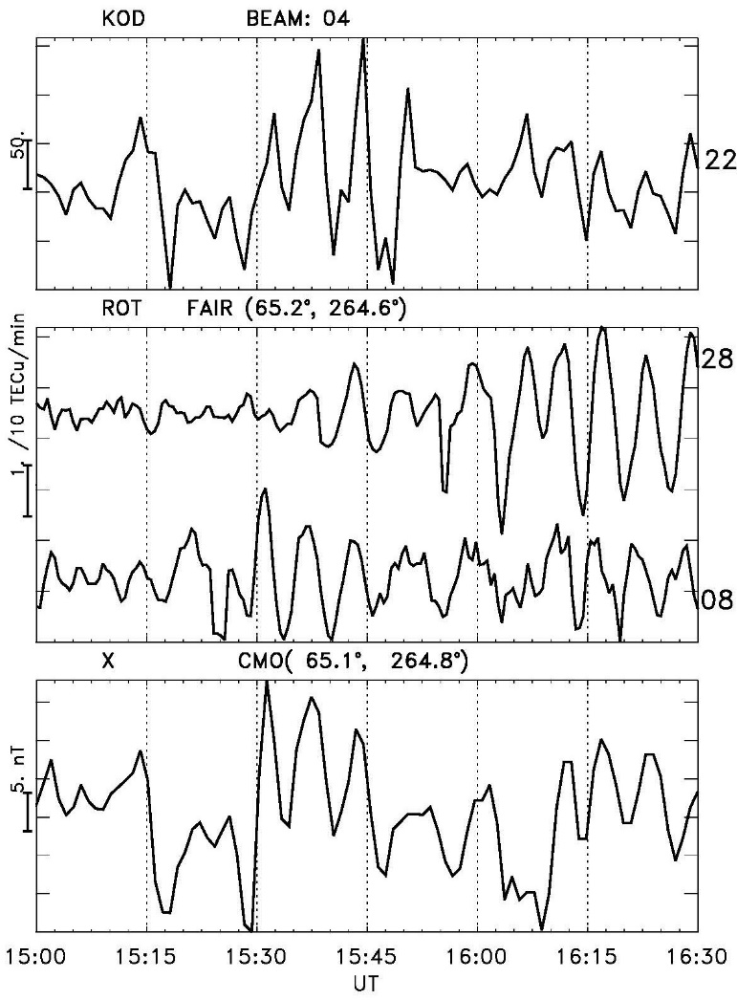 KOD BEAM: 04
50.
22
ROT FAIR (65.2°, 264.6°)
1. /10 TECu/min
28
08
X CMO( 65.1°, 264.8°)
5. nT
15:00 15:15 15:30 15:45 16:00 16:15 16:30
UT